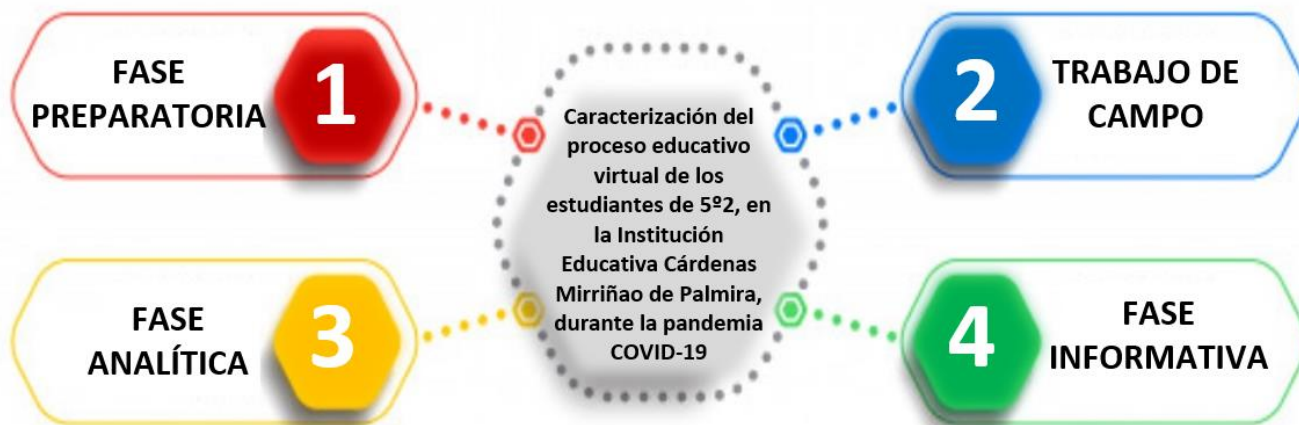 FASE
PREPARATORIA
1
2
TRABAJO DE
CAMPO
Caracterización del
proceso educativo
virtual de los
estudiantes de 5º2, en
la Institución
Educativa Cárdenas
Mirriñao de Palmira,
durante la pandemia
COVID-19
FASE
ANALÍTICA
3
4
FASE
INFORMATIVA